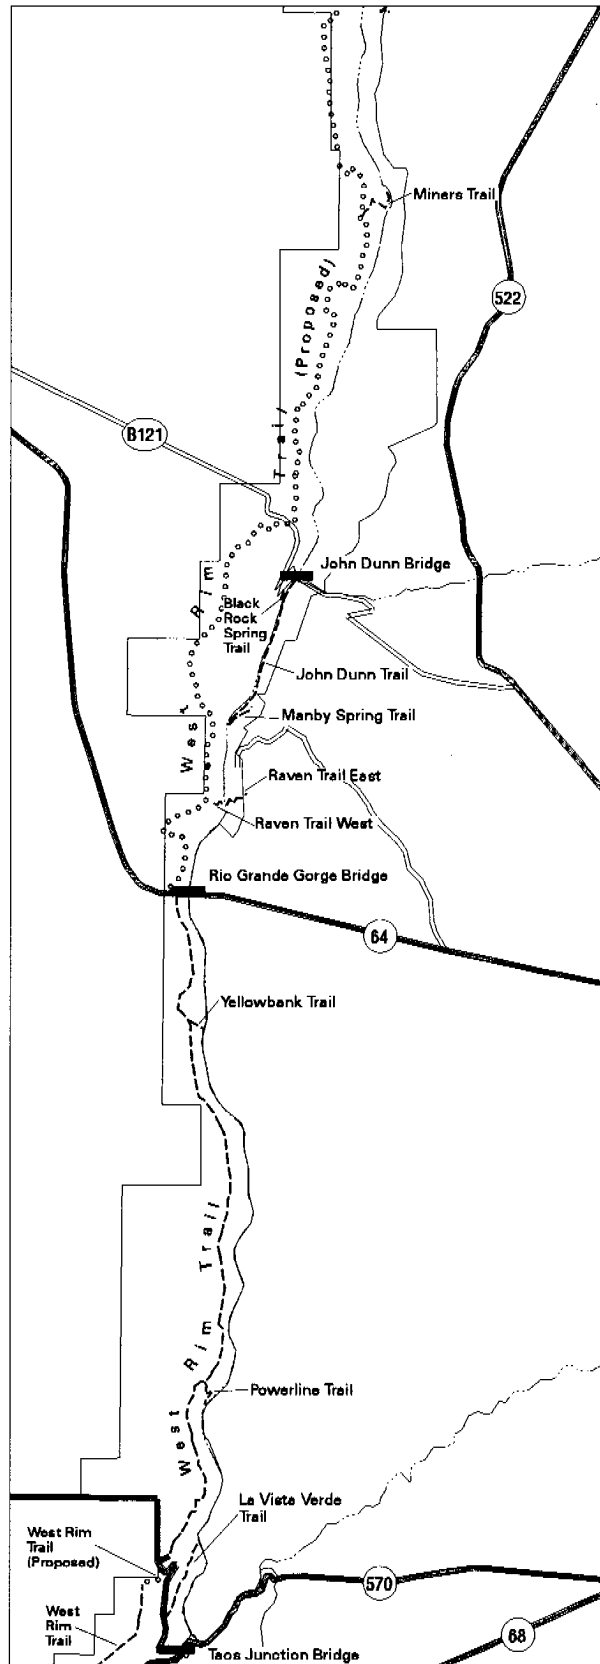 Miners Trail
522
West Rim Trail (Proposed)
B121
John Dunn Bridge
Black
Rock
Spring
Trail
John Dunn Trail
Manby Spring Trail
Raven Trail East
Raven Trail West
Rio Grande Gorge Bridge
64
Yellowbank Trail
West Rim Trail
Powerline Trail
La Vista Verde
Trail
West Rim
Trail
(Proposed)
570
West
Rim
Trail
68
Taos Junction Bridge